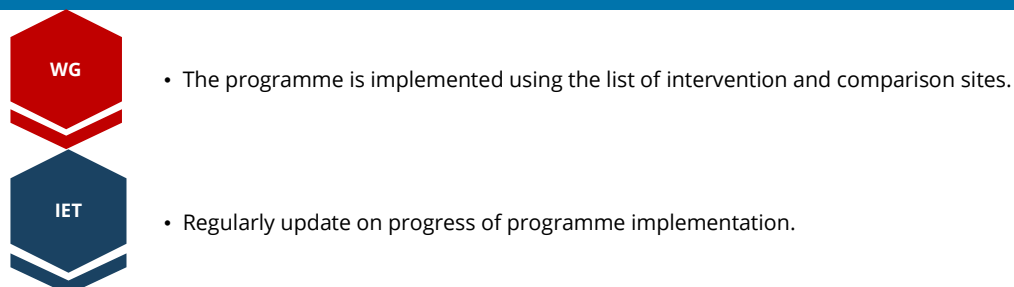 WG
• The programme is implemented using the list of intervention and comparison sites.
IET
• Regularly update on progress of programme implementation.